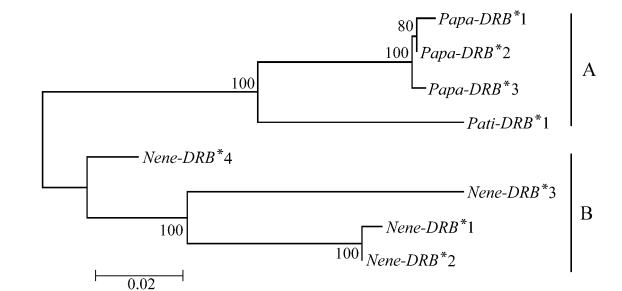 80
Papa-DRB*1
100
Papa-DRB*2
A
100
Papa-DRB*3
Pati-DRB*1
Nene-DRB*4
Nene-DRB*3
B
100
Nene-DRB*1
100
Nene-DRB*2
0.02